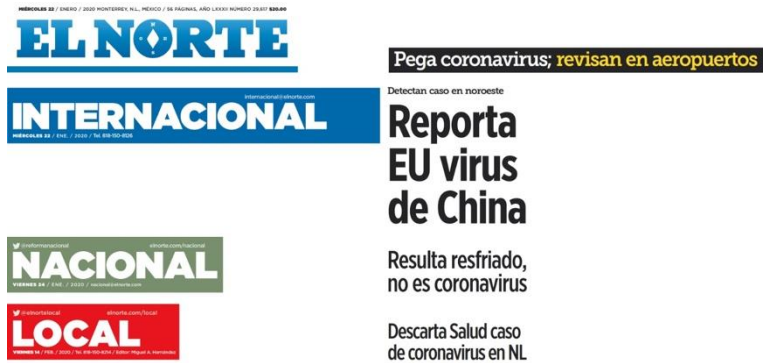 MIÉRCOLES 22 / ENERO / 2020 MONTERREY, N.L., MÉXICO / 56 PÁGINAS, AÑO LXXXI NÚMERO 29,657 $20.00
EL NORTE
Pega coronavirus; revisan en aeropuertos
internacional@elnorte.com
INTERNACIONAL
MIÉRCOLES 22 / ENE. / 2020 / Tel. 818-150-8126
Detectan caso en noroeste
Reporta
EU virus
de China
@reformanacional elnorte.com/nacional
NACIONAL
VIERNES 24 / ENE. / 2020 / nacional@elnorte.com
Resulta resfriado,
no es coronavirus
@elnortelocal elnorte.com/local
LOCAL
VIERNES 14 / FEB. / 2020 / Tel. 818-150-8214 / Editor: Miguel A. Hernández
Descarta Salud caso
de coronavirus en NL